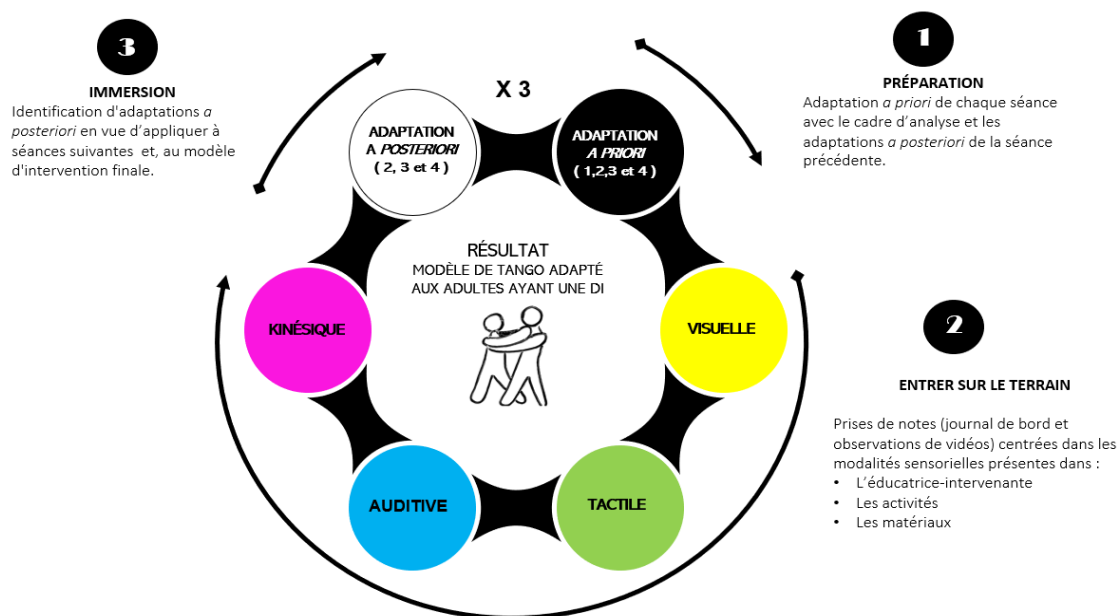 3
IMMERSION
Identification d'adaptations a
posteriori en vue d'appliquer à
séances suivantes et, au modèle
d'intervention finale.
X 3
1
PRÉPARATION
Adaptation a priori de chaque séance
avec le cadre d'analyse et les
adaptations a posteriori de la séance
précédente.
ADAPTATION
A POSTERIORI
( 2, 3 et 4 )
ADAPTATION
A PRIORI
( 1,2,3 et 4 )
RÉSULTAT
MODÈLE DE TANGO ADAPTÉ
AUX ADULTES AYANT UNE DI
KINÉSIQUE
VISUELLE
AUDITIVE
TACTILE
2
ENTRER SUR LE TERRAIN
Prises de notes (journal de bord et
observations de vidéos) centrées dans les
modalités sensorielles présentes dans :
• L'éducatrice-intervenante
• Les activités
• Les matériaux